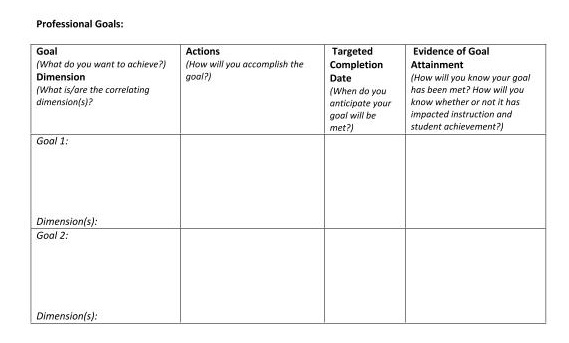 Professional Goals:
Goal
(What do you want to achieve?)
Dimension
(What is/are the correlating
dimension(s)?
Actions
(How will you accomplish the
goal?)
Targeted
Completion
Date
(When do you
anticipate your
goal will be
met?)
Evidence of Goal
Attainment
(How will you know your goal
has been met? How will you
know whether or not it has
impacted instruction and
student achievement?)
Goal 1:
Dimension(s):
Goal 2:
Dimension(s):